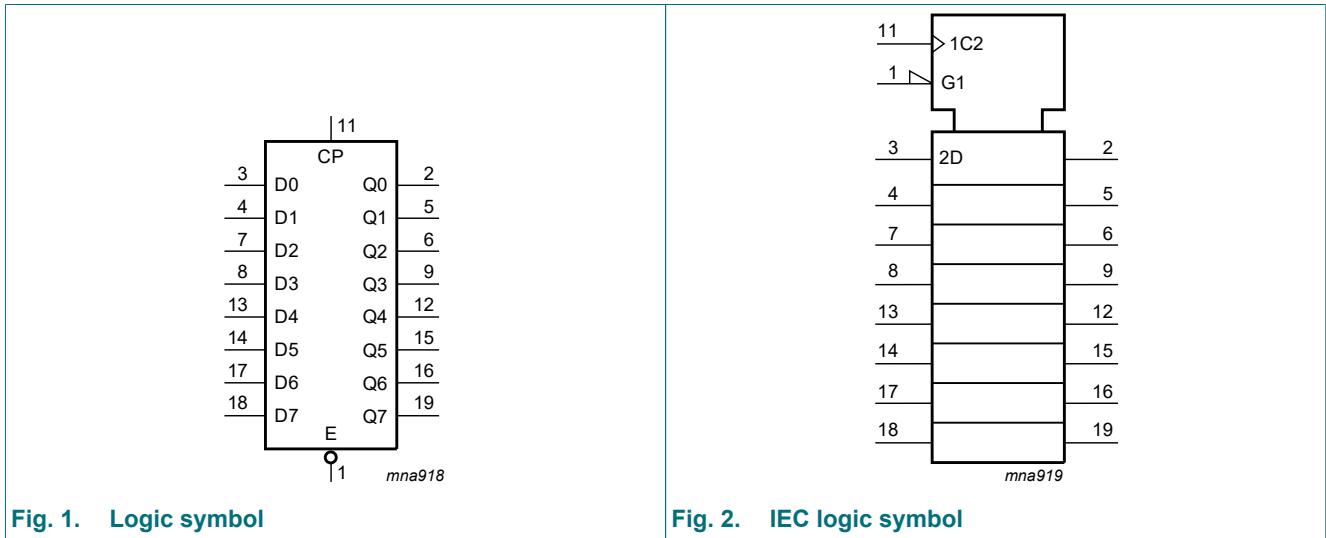 11
CP
3 D0 Q0 2
4 D1 Q1 5
7 D2 Q2 6
8 D3 Q3 9
13 D4 Q4 12
14 D5 Q5 15
17 D6 Q6 16
18 D7 Q7 19
E
1
mna918
Fig. 1. Logic symbol
11 1C2
1 G1
3 2D 2
4 5
7 6
8 9
13 12
14 15
17 16
18 19
mna919
Fig. 2. IEC logic symbol